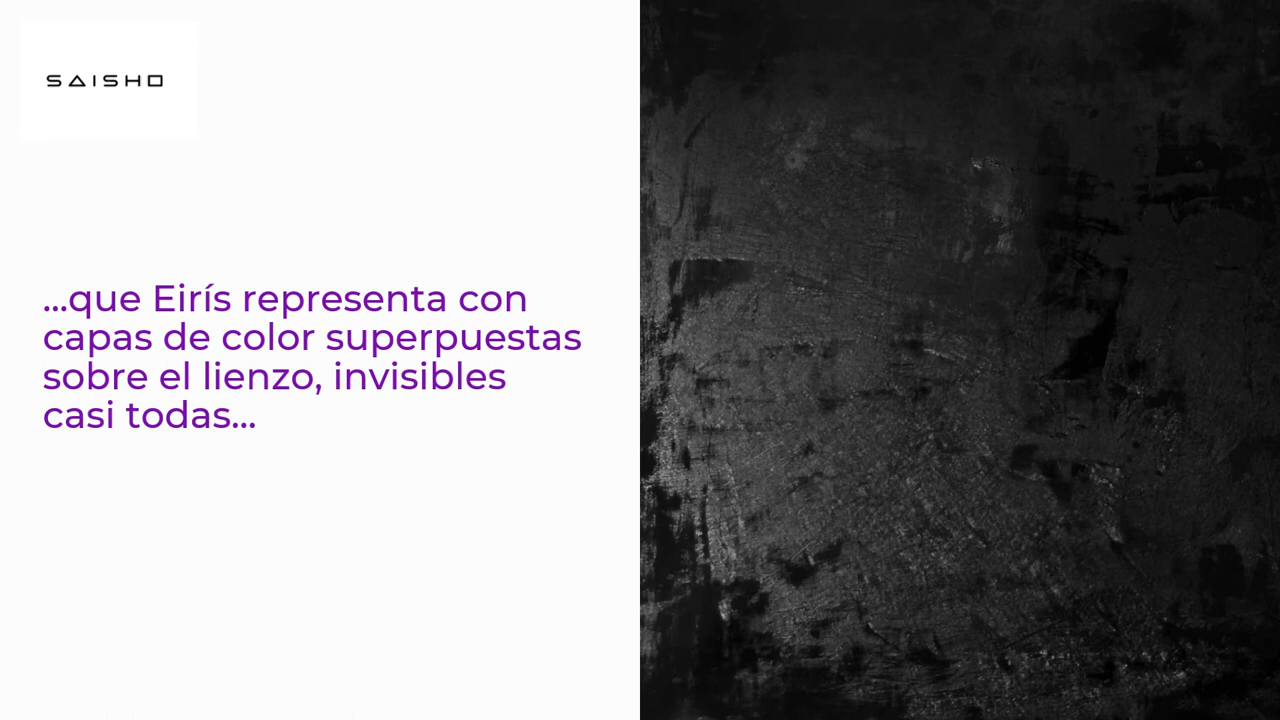 SAISHO
...que Eirís representa con
capas de color superpuestas
sobre el lienzo, invisibles
casi todas...